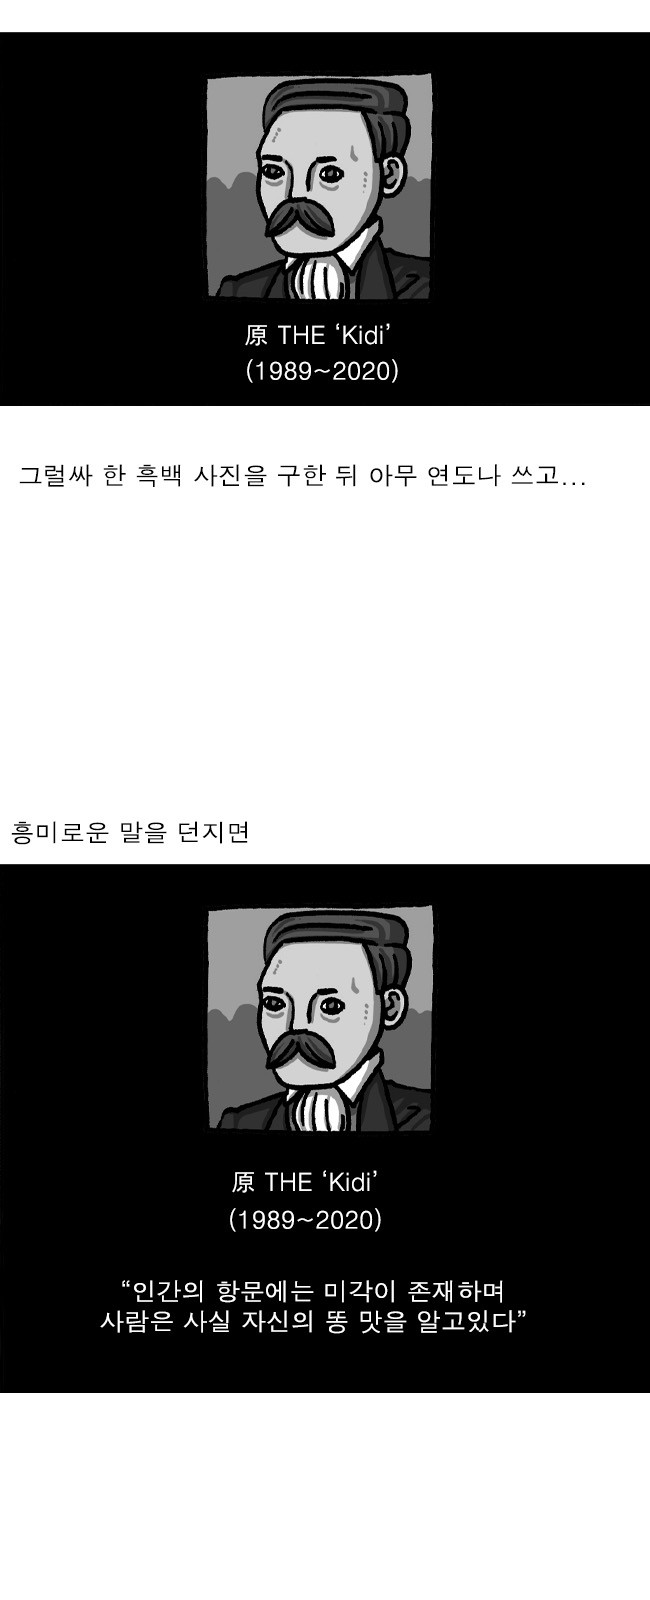 原 THE ‘Kidi’
(1989~2020)
그럴싸 한 흑백 사진을 구한 뒤 아무 연도나 쓰고...
흥미로운 말을 던지면
原 THE ‘Kidi’
(1989~2020)
“인간의 항문에는 미각이 존재하며
사람은 사실 자신의 똥 맛을 알고있다”